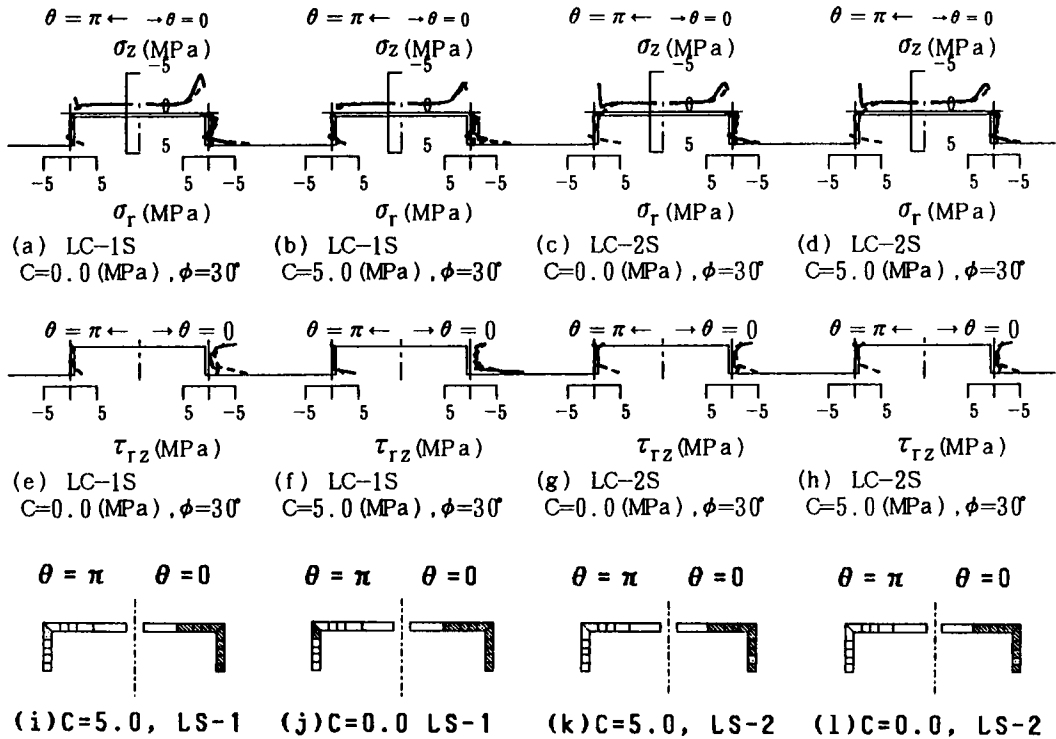 θ = π ← → θ = 0 θ = π ← → θ = 0 θ = π ← → θ = 0 θ = π ← → θ = 0
σz (MPa) σz (MPa) σz (MPa) σz (MPa)
-5 -5 -5 -5
0 0 0 0
5 5 5 5
-5 5 5 -5 -5 5 5 -5 -5 5 5 -5 -5 5 5 -5
σr (MPa) σr (MPa) σr (MPa) σr (MPa)
(a) LC-1S (b) LC-1S (c) LC-2S (d) LC-2S
C=0.0(MPa), φ=30° C=5.0(MPa), φ=30° C=0.0(MPa), φ=30° C=5.0(MPa), φ=30°
θ = π ← → θ = 0 θ = π ← → θ = 0 θ = π ← → θ = 0 θ = π ← → θ = 0
-5 5 5 -5 -5 5 5 -5 -5 5 5 -5 -5 5 5 -5
τrz (MPa) τrz (MPa) τrz (MPa) τrz (MPa)
(e) LC-1S (f) LC-1S (g) LC-2S (h) LC-2S
C=0.0(MPa), φ=30° C=5.0(MPa), φ=30° C=0.0(MPa), φ=30° C=5.0(MPa), φ=30°
θ = π θ = 0 θ = π θ = 0 θ = π θ = 0 θ = π θ = 0
(i)C=5.0, LS-1 (j)C=0.0 LS-1 (k)C=5.0, LS-2 (l)C=0.0, LS-2